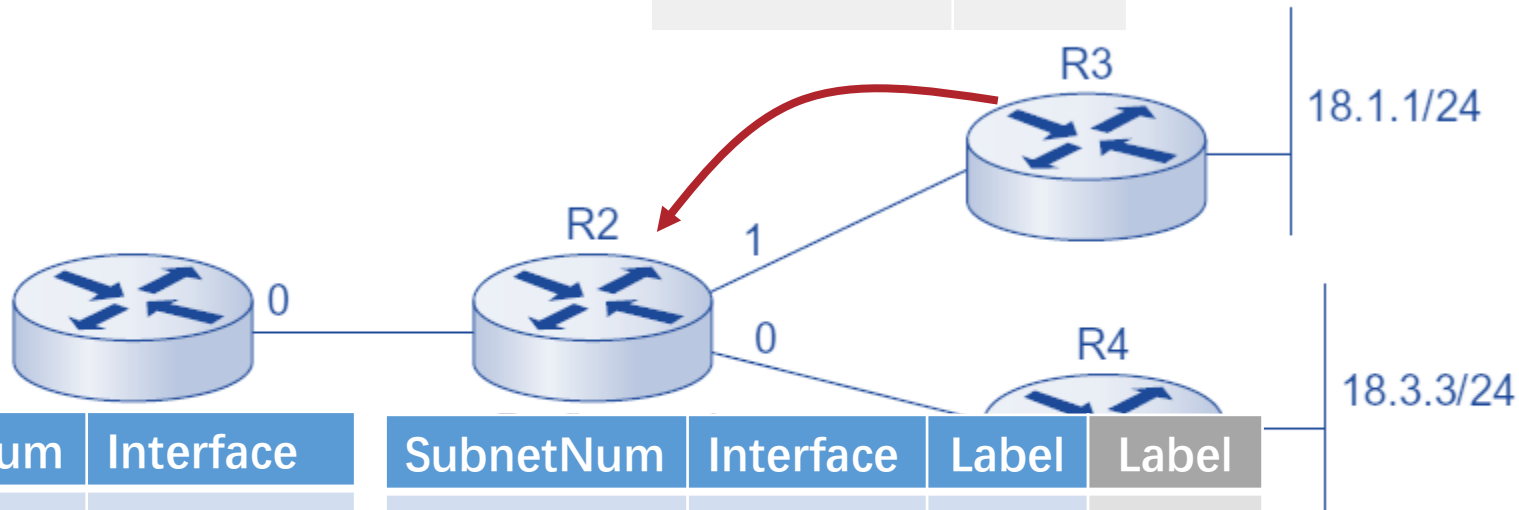 R3
18.1.1/24
R2
1
0
0
R4
18.3.3/24
Interface
SubnetNum Interface Label Label